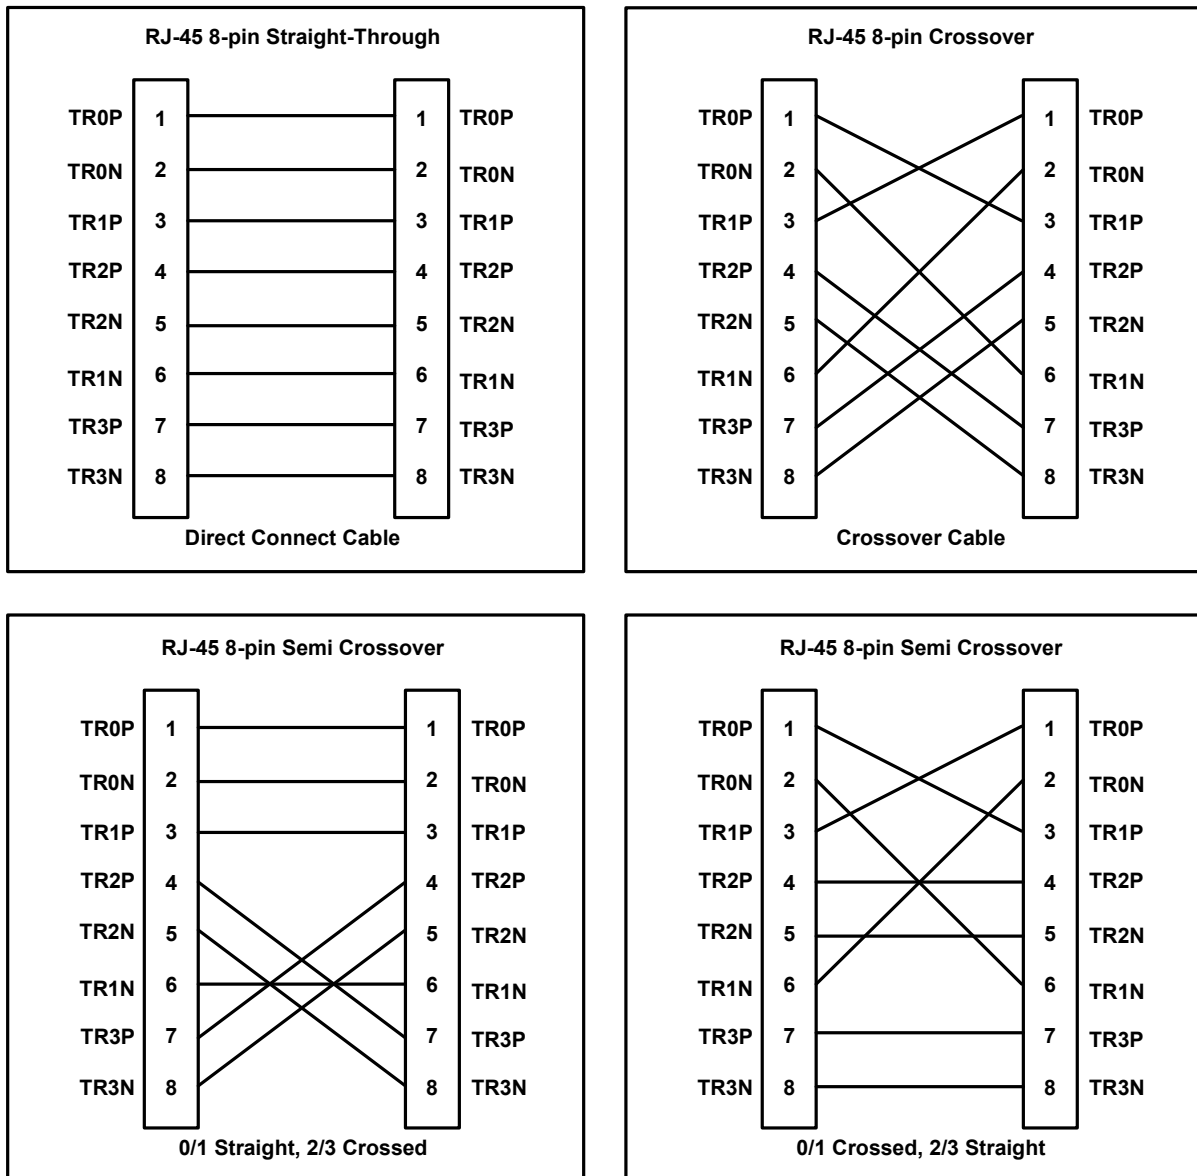 RJ-45 8-pin Straight-Through
TR0P 1 1 TR0P
TR0N 2 2 TR0N
TR1P 3 3 TR1P
TR2P 4 4 TR2P
TR2N 5 5 TR2N
TR1N 6 6 TR1N
TR3P 7 7 TR3P
TR3N 8 8 TR3N
Direct Connect Cable
RJ-45 8-pin Crossover
TR0P 1 1 TR0P
TR0N 2 2 TR0N
TR1P 3 3 TR1P
TR2P 4 4 TR2P
TR2N 5 5 TR2N
TR1N 6 6 TR1N
TR3P 7 7 TR3P
TR3N 8 8 TR3N
Crossover Cable
RJ-45 8-pin Semi Crossover
TR0P 1 1 TR0P
TR0N 2 2 TR0N
TR1P 3 3 TR1P
TR2P 4 4 TR2P
TR2N 5 5 TR2N
TR1N 6 6 TR1N
TR3P 7 7 TR3P
TR3N 8 8 TR3N
0/1 Straight, 2/3 Crossed
RJ-45 8-pin Semi Crossover
TR0P 1 1 TR0P
TR0N 2 2 TR0N
TR1P 3 3 TR1P
TR2P 4 4 TR2P
TR2N 5 5 TR2N
TR1N 6 6 TR1N
TR3P 7 7 TR3P
TR3N 8 8 TR3N
0/1 Crossed, 2/3 Straight